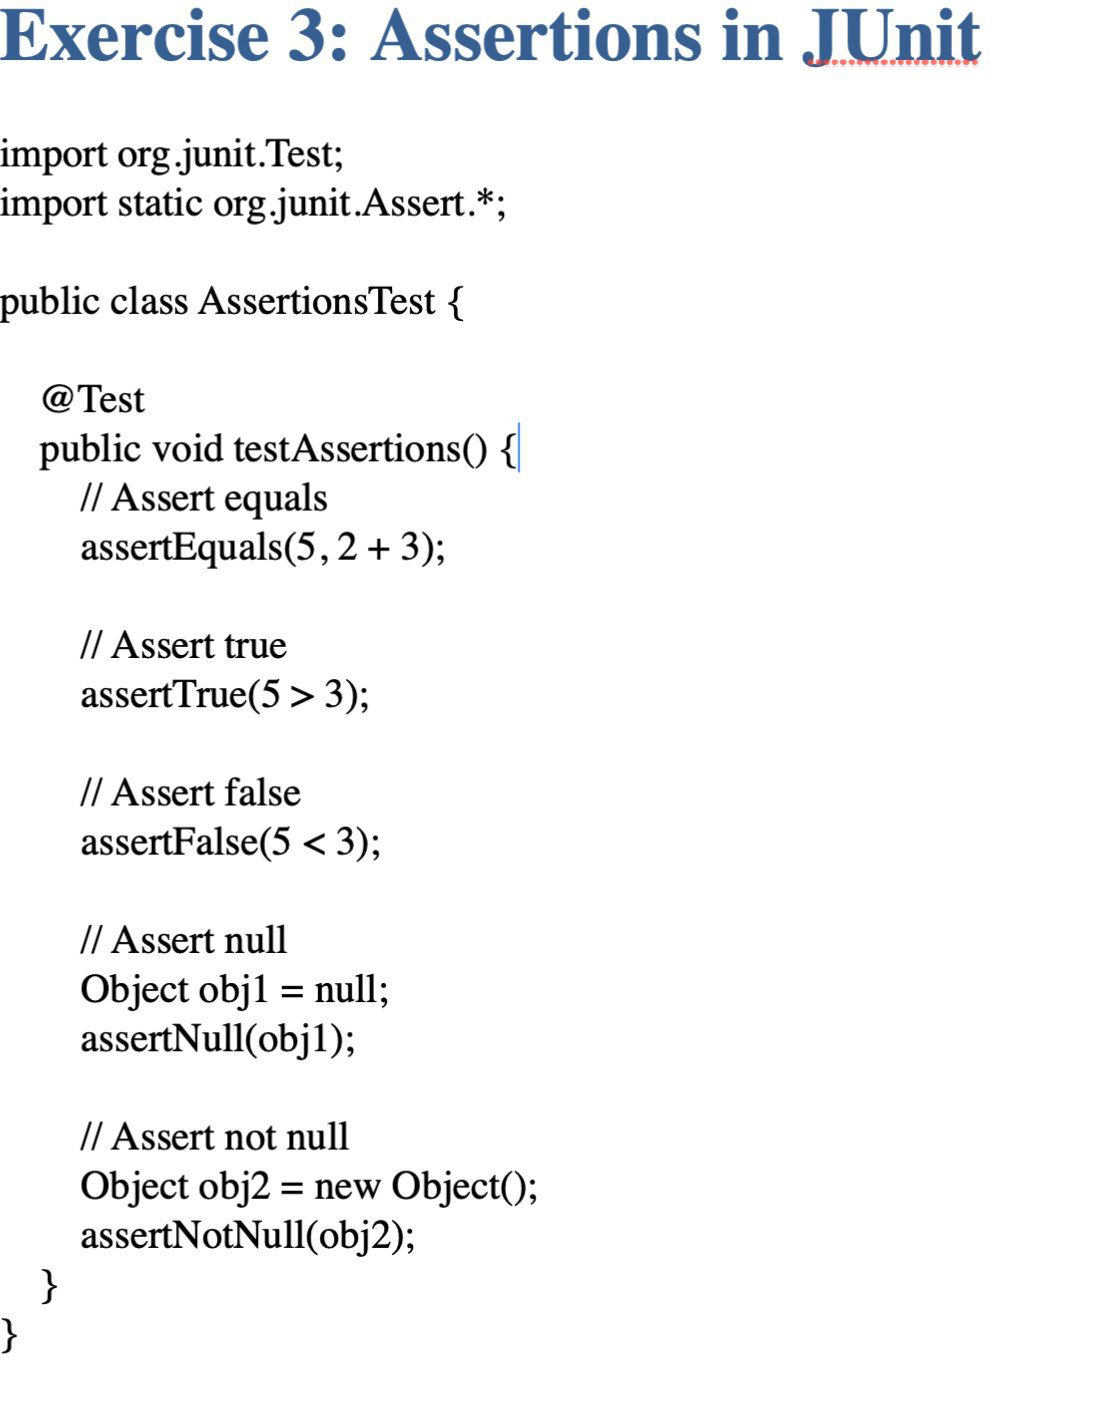 Exercise 3: Assertions in JUnit
import org.junit.Test;
import static org.junit.Assert.*;
public class AssertionsTest {
@Test
public void testAssertions() {
// Assert equals
assertEquals(5, 2 + 3);
// Assert true
assertTrue(5 > 3);
// Assert false
assertFalse(5 < 3);
// Assert null
Object obj1 = null;
assertNull(obj1);
// Assert not null
Object obj2 = new Object();
assertNotNull(obj2);
}
}